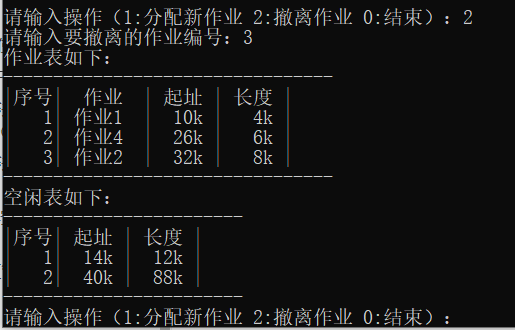 请输入操作（1:分配新作业 2:撤离作业 0:结束）：2
请输入要撤离的作业编号：3
作业表如下：
---------------------------------
|序号| 作业 | 起址 | 长度 |
| 1| 作业1 | 10k | 4k |
| 2| 作业4 | 26k | 6k |
| 3| 作业2 | 32k | 8k |
---------------------------------
空闲表如下：
------------------------
|序号| 起址 | 长度 |
| 1| 14k | 12k |
| 2| 40k | 88k |
------------------------
请输入操作（1:分配新作业 2:撤离作业 0:结束）：